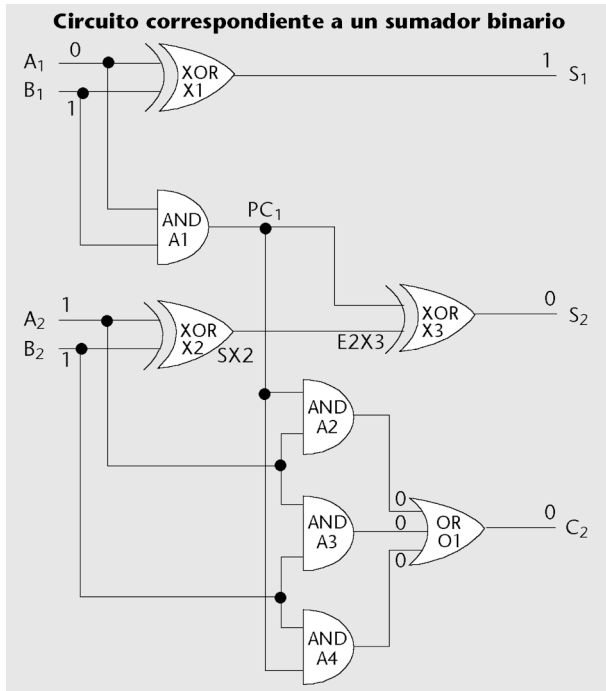 Circuito correspondiente a un sumador binario
A1 0
XOR
X1
1 S1
B1
1
AND
A1
PC1
A2 1
XOR
X2
SX2
B2 1
E2X3
XOR
X3
0 S2
AND
A2
AND
A3
0
0
0
OR
O1
0 C2
AND
A4